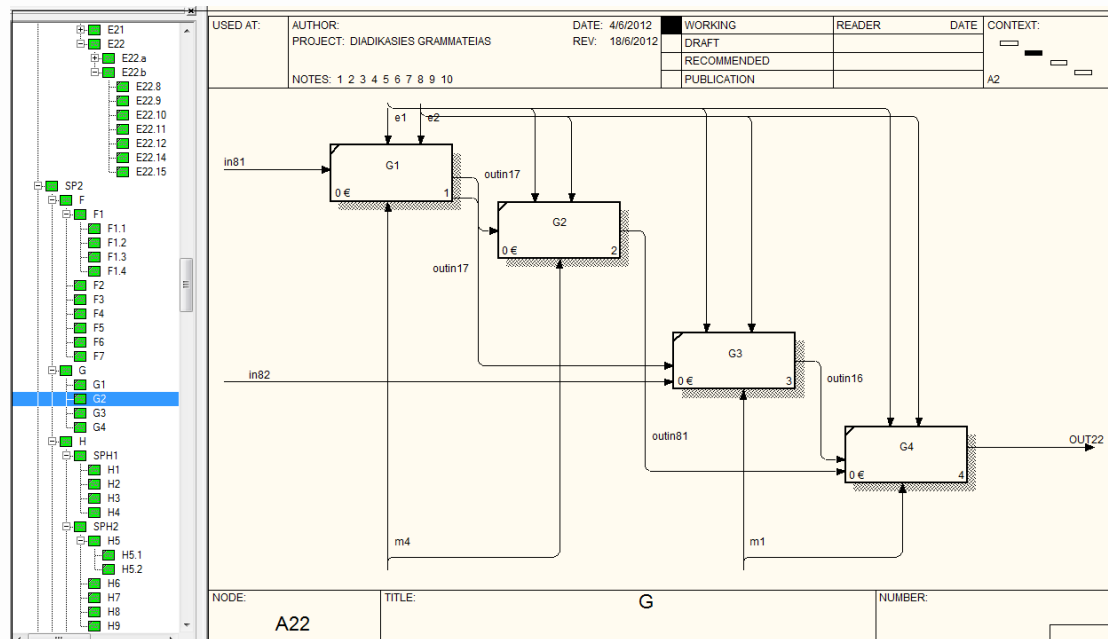 E21
E22
E22.a
E22.b
E22.8
E22.9
E22.10
E22.11
E22.12
E22.14
E22.15
SP2
F
F1
F1.1
F1.2
F1.3
F1.4
F2
F3
F4
F5
F6
F7
G
G1
G2
G3
G4
H
SPH1
H1
H2
H3
H4
SPH2
H5
H5.1
H5.2
H6
H7
H8
H9
USED AT:
AUTHOR:
DATE: 4/6/2012
PROJECT: DIADIKASIES GRAMMATEIAS
REV: 18/6/2012
NOTES: 1 2 3 4 5 6 7 8 9 10
WORKING
DRAFT
RECOMMENDED
PUBLICATION
READER DATE
CONTEXT:
A2
e1
e2
in81
G1
0 €
1
outin17
G2
0 €
2
outin17
in82
G3
0 €
3
outin16
outin81
G4
0 €
4
OUT22
m4
m1
NODE:
A22
TITLE:
G
NUMBER: